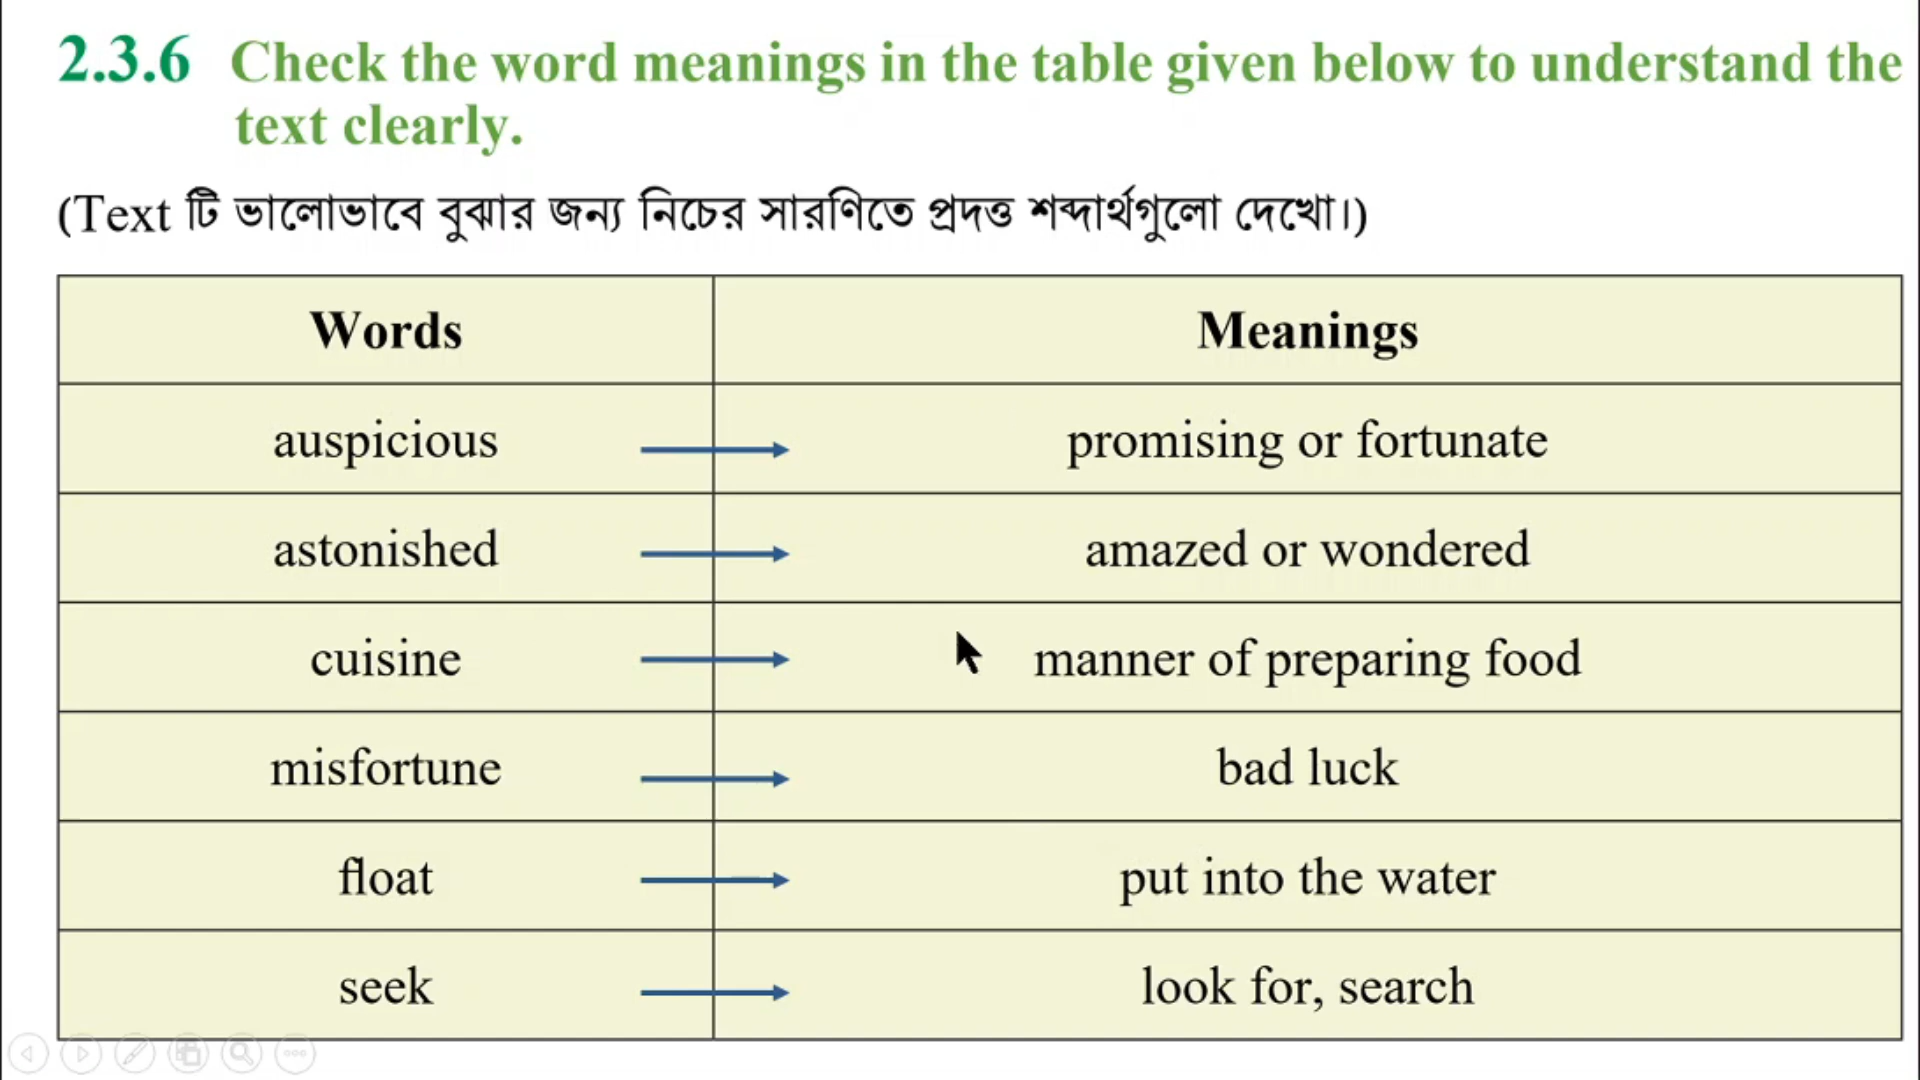 2.3.6 Check the word meanings in the table given below to understand the
text clearly.
(Text টি ভালোভাবে বুঝার জন্য নিচের সারণিতে প্রদত্ত শব্দার্থগুলো দেখো।)
Words Meanings
auspicious promising or fortunate
astonished amazed or wondered
cuisine manner of preparing food
misfortune bad luck
float put into the water
seek look for, search